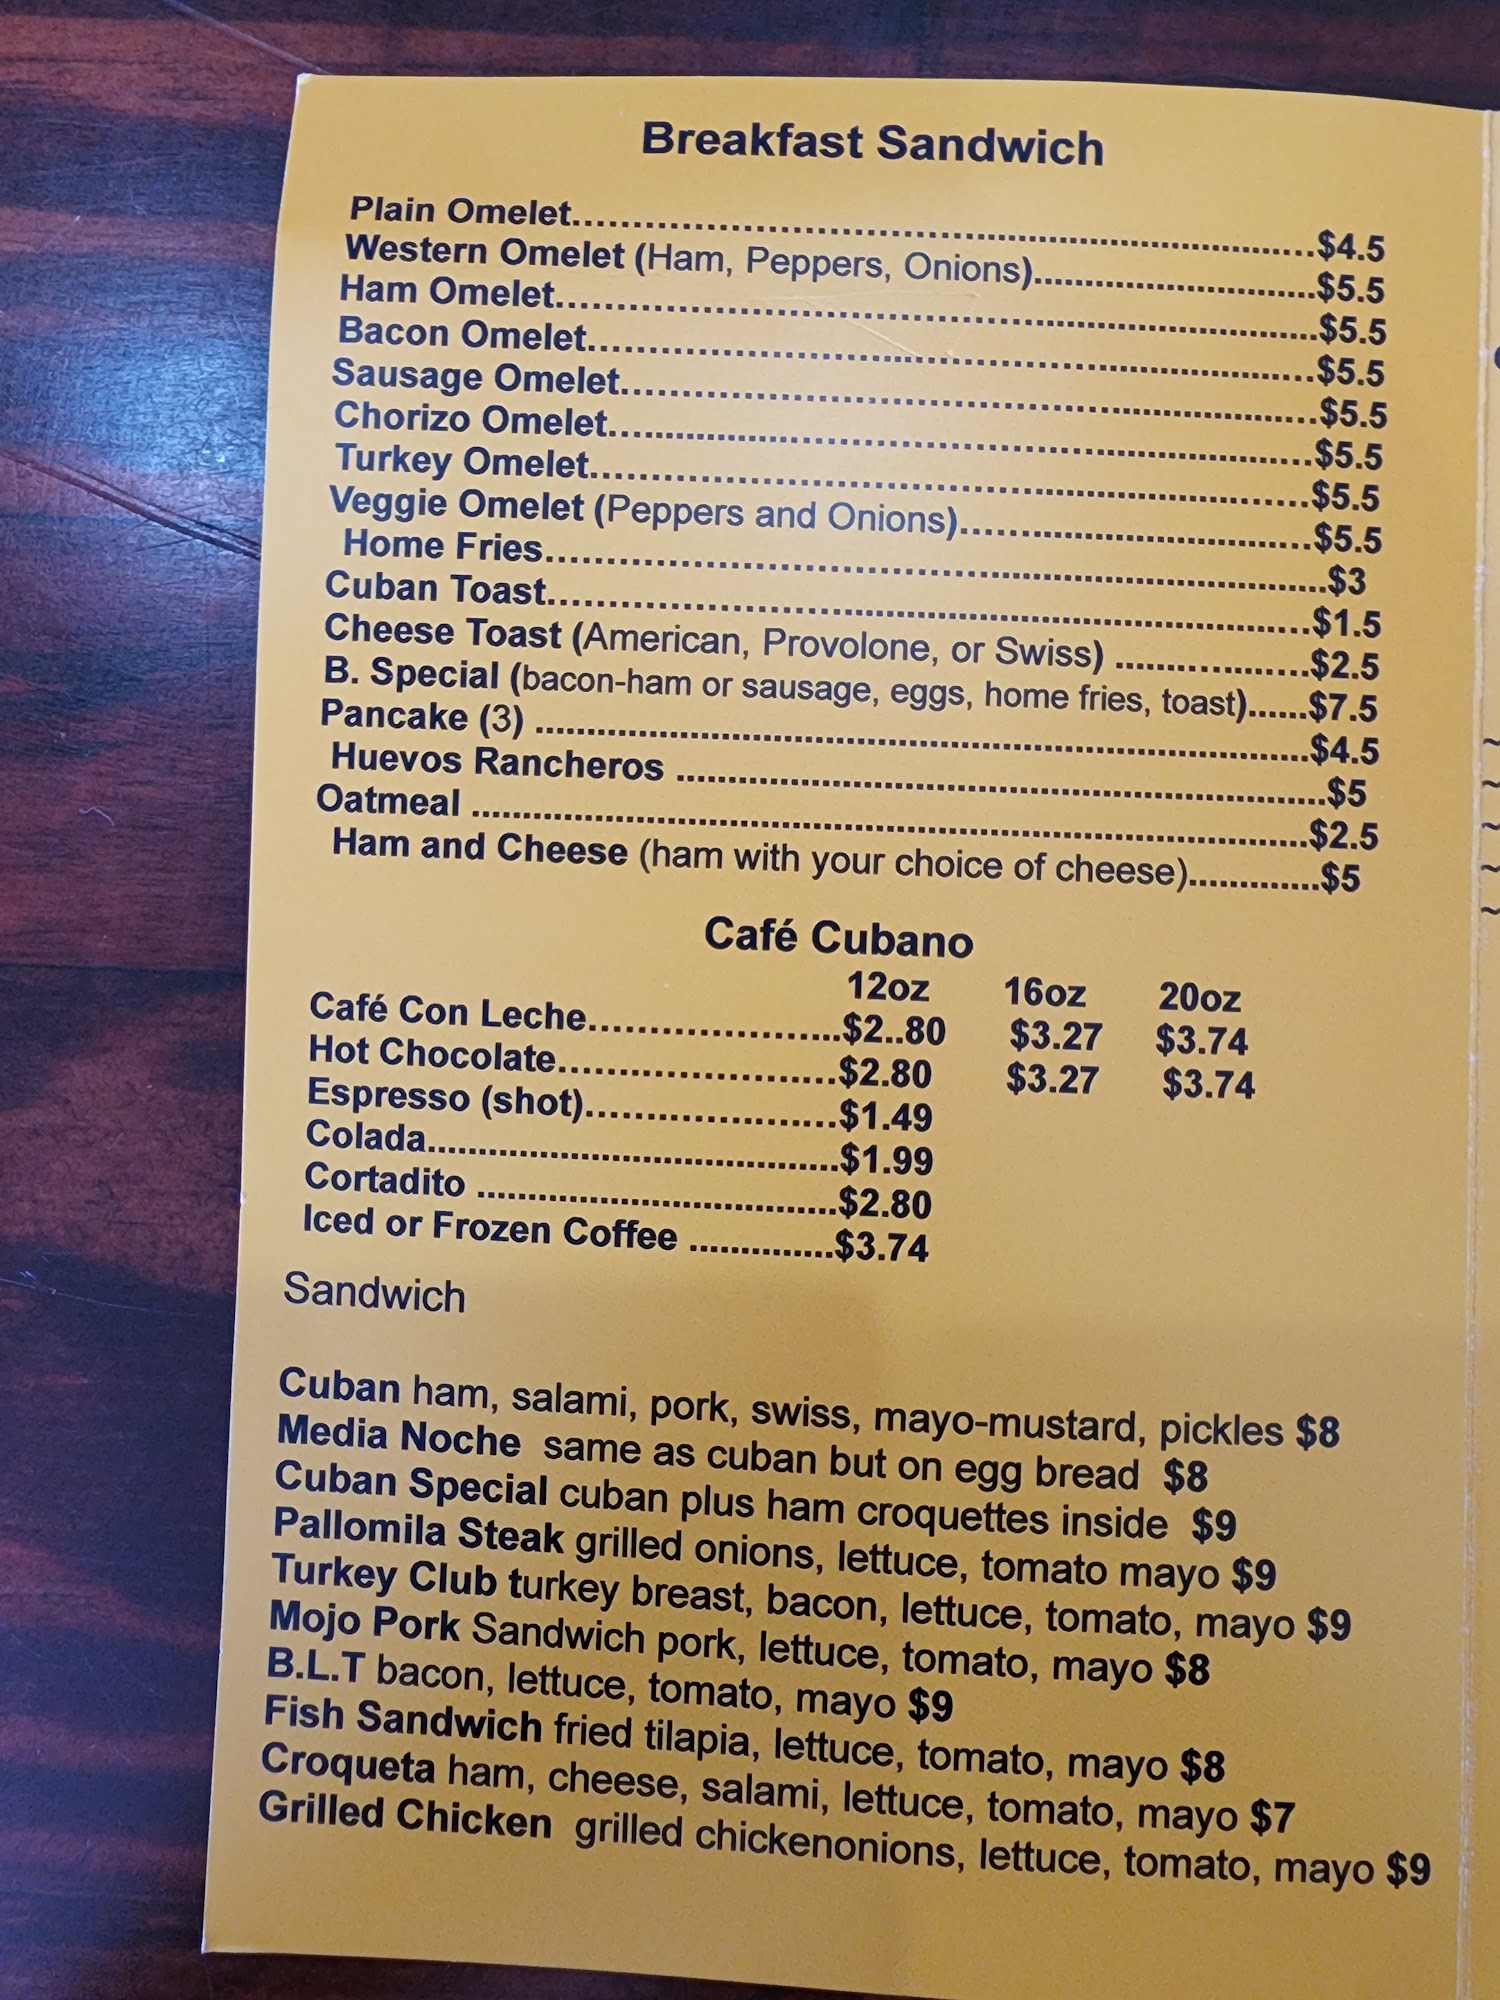 Breakfast Sandwich
Plain Omelet..........$4.5
Western Omelet (Ham, Peppers, Onions)..........$5.5
Ham Omelet..........$5.5
Bacon Omelet..........$5.5
Sausage Omelet..........$5.5
Chorizo Omelet..........$5.5
Turkey Omelet..........$5.5
Veggie Omelet (Peppers and Onions)..........$5.5
Home Fries..........$3
Cuban Toast..........$1.5
Cheese Toast (American, Provolone, or Swiss) ..........$2.5
B. Special (bacon-ham or sausage, eggs, home fries, toast)......$7.5
Pancake (3) ..........$4.5
Huevos Rancheros ..........$5
Oatmeal ..........$2.5
Ham and Cheese (ham with your choice of cheese)..........$5
Café Cubano
12oz 16oz 20oz
Café Con Leche..........$2..80 $3.27 $3.74
Hot Chocolate..........$2.80 $3.27 $3.74
Espresso (shot)..........$1.49
Colada..........$1.99
Cortadito ..........$2.80
Iced or Frozen Coffee ..........$3.74
Sandwich
Cuban ham, salami, pork, swiss, mayo-mustard, pickles $8
Media Noche same as cuban but on egg bread $8
Cuban Special cuban plus ham croquettes inside $9
Pallomila Steak grilled onions, lettuce, tomato mayo $9
Turkey Club turkey breast, bacon, lettuce, tomato, mayo $9
Mojo Pork Sandwich pork, lettuce, tomato, mayo $8
B.L.T bacon, lettuce, tomato, mayo $9
Fish Sandwich fried tilapia, lettuce, tomato, mayo $8
Croqueta ham, cheese, salami, lettuce, tomato, mayo $7
Grilled Chicken grilled chickenonions, lettuce, tomato, mayo $9